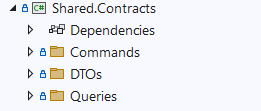 C# Shared.Contracts
Dependencies
Commands
DTOs
Queries